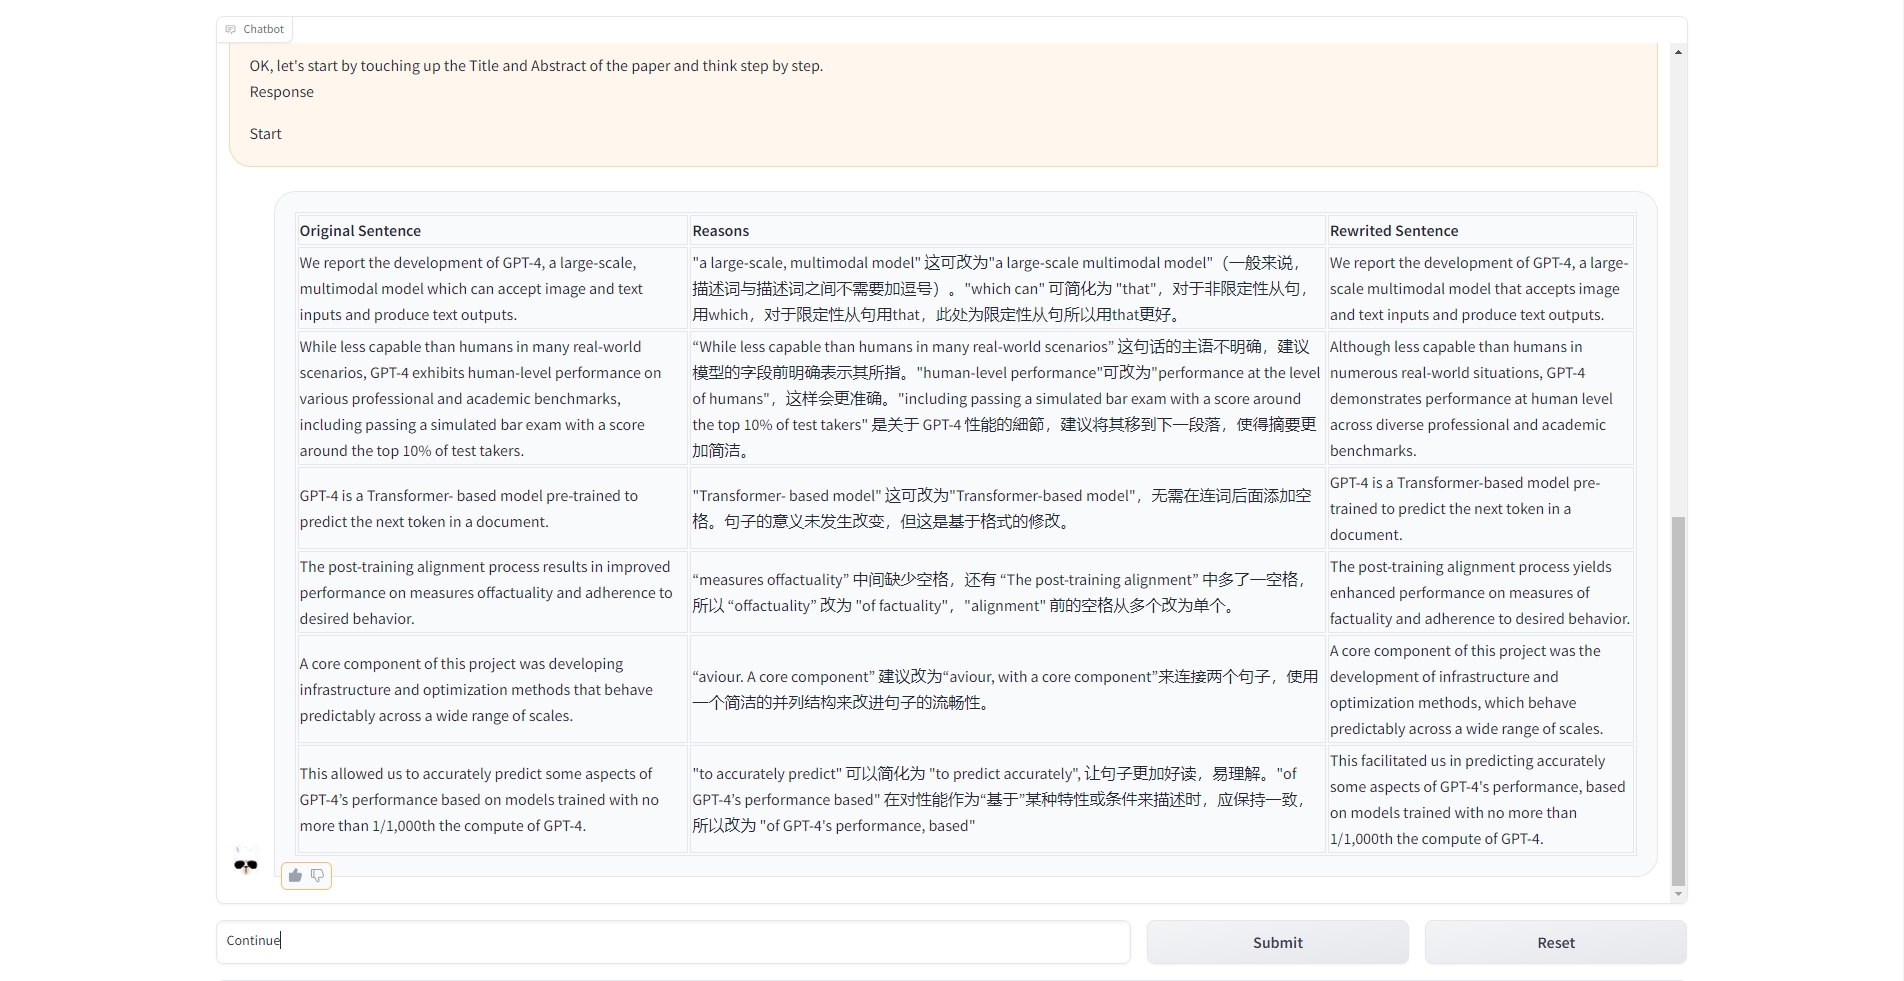 Chatbot
OK, let's start by touching up the Title and Abstract of the paper and think step by step.
Response
Start
Original Sentence
Reasons
Rewrited Sentence
We report the development of GPT-4, a large-scale,
multimodal model which can accept image and text
inputs and produce text outputs.
"a large-scale, multimodal model" 这可改为"a large-scale multimodal model"（一般来说，
描述词与描述词之间不需要加逗号）。"which can" 可简化为 "that"，对于非限定性从句，
用which，对于限定性从句用that，此处为限定性从句所以用that更好。
We report the development of GPT-4, a large-
scale multimodal model that accepts image
and text inputs and produce text outputs.
While less capable than humans in many real-world
scenarios, GPT-4 exhibits human-level performance on
various professional and academic benchmarks,
including passing a simulated bar exam with a score
around the top 10% of test takers.
“While less capable than humans in many real-world scenarios” 这句话的主语不明确，建议
模型的字段前明确表示其所指。"human-level performance"可改为"performance at the level
of humans"，这样会更准确。"including passing a simulated bar exam with a score around
the top 10% of test takers" 是关于 GPT-4 性能的細節，建议将其移到下一段落，使得摘要更
加简洁。
Although less capable than humans in
numerous real-world situations, GPT-4
demonstrates performance at human level
across diverse professional and academic
benchmarks.
GPT-4 is a Transformer- based model pre-trained to
predict the next token in a document.
"Transformer- based model" 这可改为"Transformer-based model"，无需在连词后面添加空
格。句子的意义未发生改变，但这是基于格式的修改。
GPT-4 is a Transformer-based model pre-
trained to predict the next token in a
document.
The post-training alignment process results in improved
performance on measures offactuality and adherence to
desired behavior.
“measures offactuality” 中间缺少空格，还有 “The post-training alignment” 中多了一空格，
所以 “offactuality” 改为 "of factuality"，"alignment" 前的空格从多个改为单个。
The post-training alignment process yields
enhanced performance on measures of
factuality and adherence to desired behavior.
A core component of this project was developing
infrastructure and optimization methods that behave
predictably across a wide range of scales.
“aviour. A core component” 建议改为“aviour, with a core component”来连接两个句子，使用
一个简洁的并列结构来改进句子的流畅性。
A core component of this project was the
development of infrastructure and
optimization methods, which behave
predictably across a wide range of scales.
This allowed us to accurately predict some aspects of
GPT-4’s performance based on models trained with no
more than 1/1,000th the compute of GPT-4.
"to accurately predict" 可以简化为 "to predict accurately", 让句子更加好读，易理解。"of
GPT-4’s performance based" 在对性能作为“基于”某种特性或条件来描述时，应保持一致，
所以改为 "of GPT-4's performance, based"
This facilitated us in predicting accurately
some aspects of GPT-4's performance, based
on models trained with no more than
1/1,000th the compute of GPT-4.
Continue
Submit
Reset